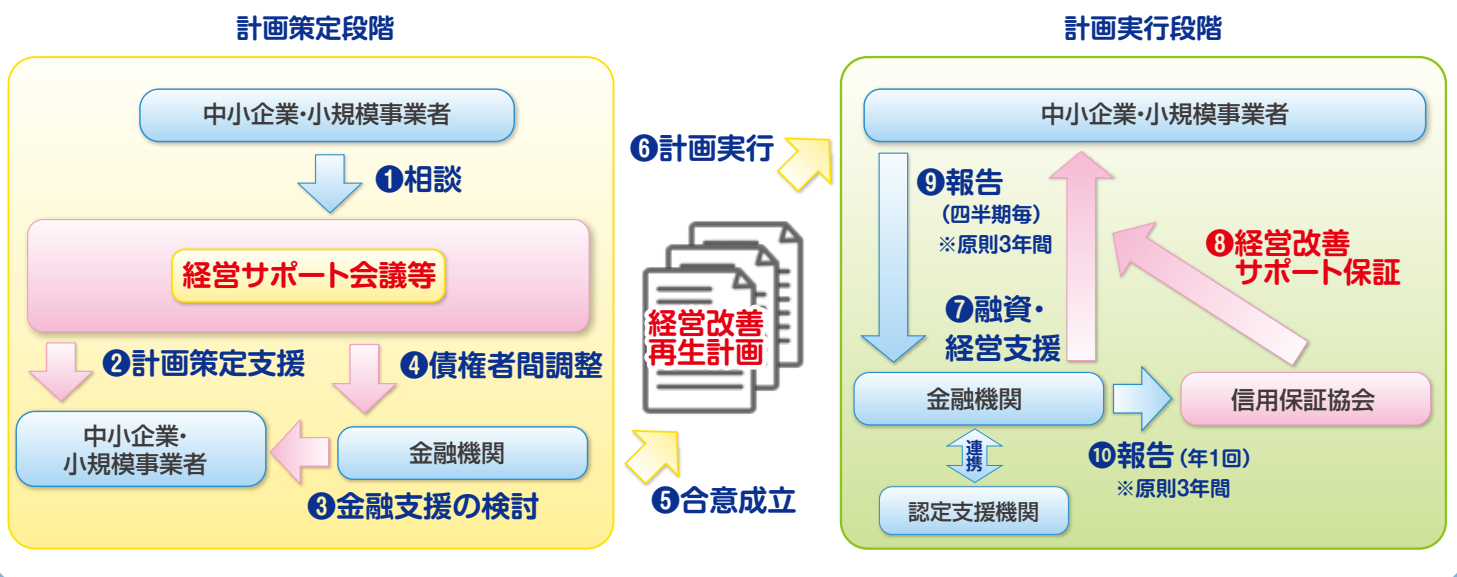 計画策定段階
中小企業・小規模事業者
❶相談
経営サポート会議等
❷計画策定支援
❹債権者間調整
中小企業・
小規模事業者
金融機関
❸金融支援の検討
❺合意成立
経営改善
再生計画
❻計画実行
計画実行段階
中小企業・小規模事業者
❾報告
（四半期毎）
※原則3年間
❽経営改善
サポート保証
❼融資・
経営支援
金融機関
信用保証協会
連携
❿報告（年1回）
※原則3年間
認定支援機関